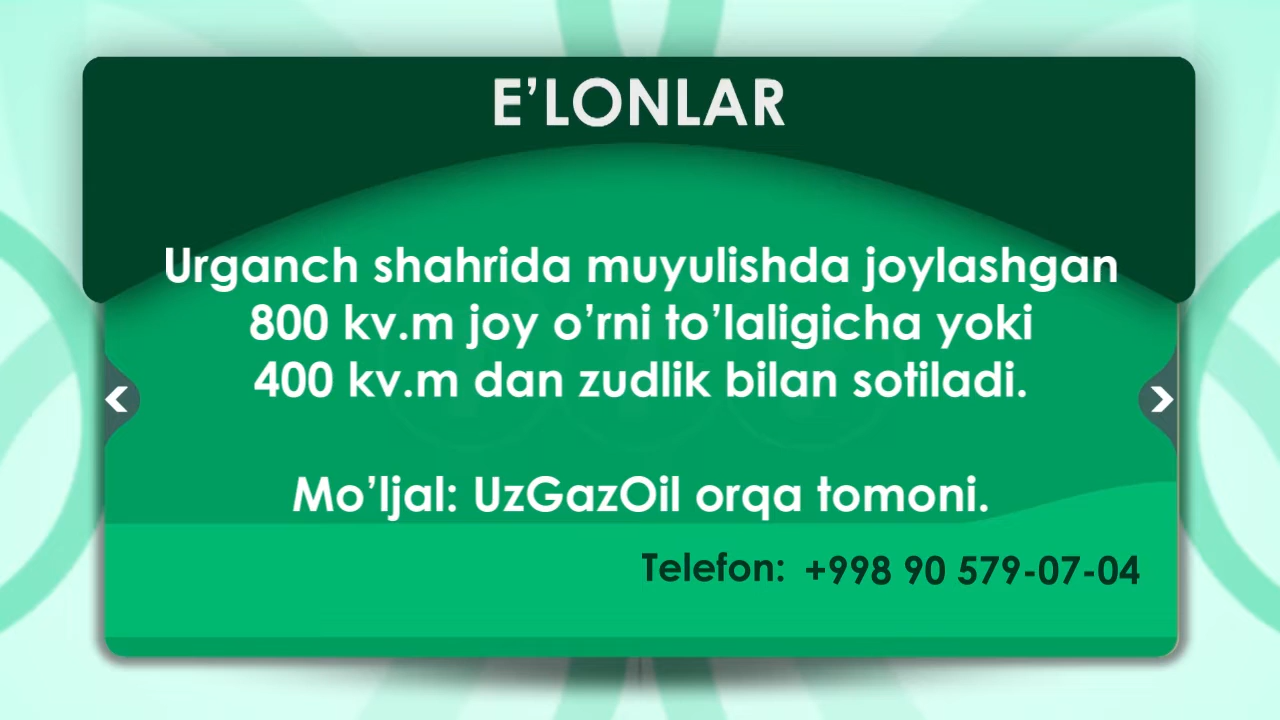 E’LONLAR
Urganch shahrida muyulishda joylashgan
800 kv.m joy o’rni to’laligicha yoki
400 kv.m dan zudlik bilan sotiladi.
Mo’ljal: UzGazOil orqa tomoni.
Telefon: +998 90 579-07-04